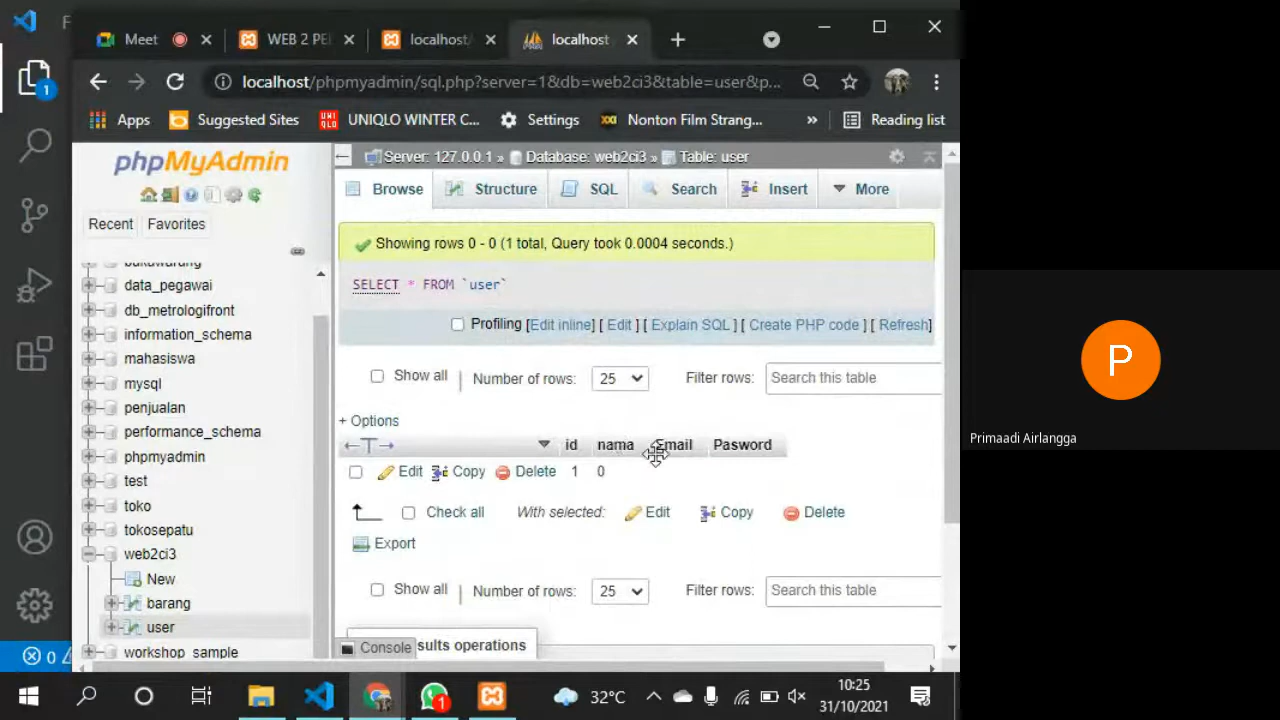 F
Meet
WEB 2 PE
localhost/
localhost
localhost/phpmyadmin/sql.php?server=1&db=web2ci3&table=user&p...
Apps
Suggested Sites
UNI QLO
UNIQLO WINTER C...
Settings
XXI
Nonton Film Strang...
»
Reading list
phpMyAdmin
Recent
Favorites
bukawarung
data_pegawai
db_metrologifront
information_schema
mahasiswa
mysql
penjualan
performance_schema
phpmyadmin
test
toko
tokosepatu
web2ci3
New
barang
user
workshop_sample
Server: 127.0.0.1 » Database: web2ci3 » Table: user
Browse
Structure
SQL
Search
Insert
More
Showing rows 0 - 0 (1 total, Query took 0.0004 seconds.)
SELECT * FROM `user`
Profiling [Edit inline] [ Edit ] [ Explain SQL ] [ Create PHP code ] [ Refresh]
Show all
Number of rows:
25
Filter rows:
Search this table
+ Options
←T→
id
nama
Email
Pasword
Edit
Copy
Delete
1
0
Check all
With selected:
Edit
Copy
Delete
Export
Show all
Number of rows:
25
Filter rows:
Search this table
Console
sults operations
1
0
1
32°C
10:25
31/10/2021
P
Primaadi Airlangga